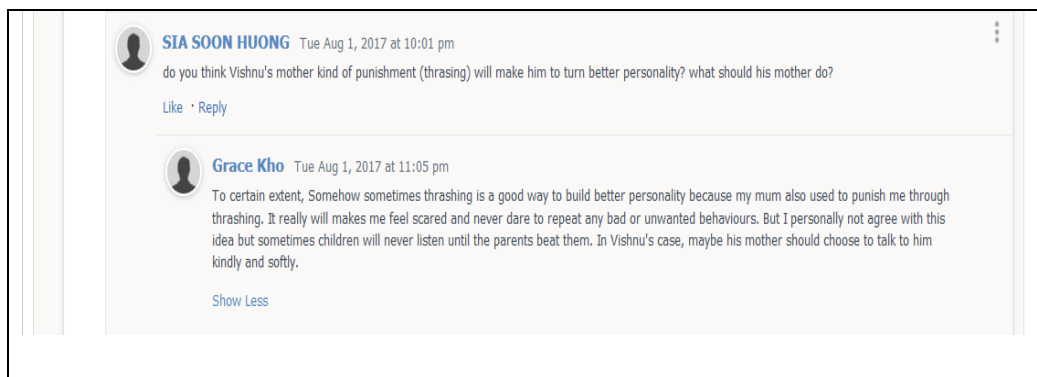 SIA SOON HUONG Tue Aug 1, 2017 at 10:01 pm
do you think Vishnu's mother kind of punishment (thrasing) will make him to turn better personality? what should his mother do?
Like · Reply
Grace Kho Tue Aug 1, 2017 at 11:05 pm
To certain extent, Somehow sometimes thrashing is a good way to build better personality because my mum also used to punish me through
thrashing. It really will makes me feel scared and never dare to repeat any bad or unwanted behaviours. But I personally not agree with this
idea but sometimes children will never listen until the parents beat them. In Vishnu's case, maybe his mother should choose to talk to him
kindly and softly.
Show Less